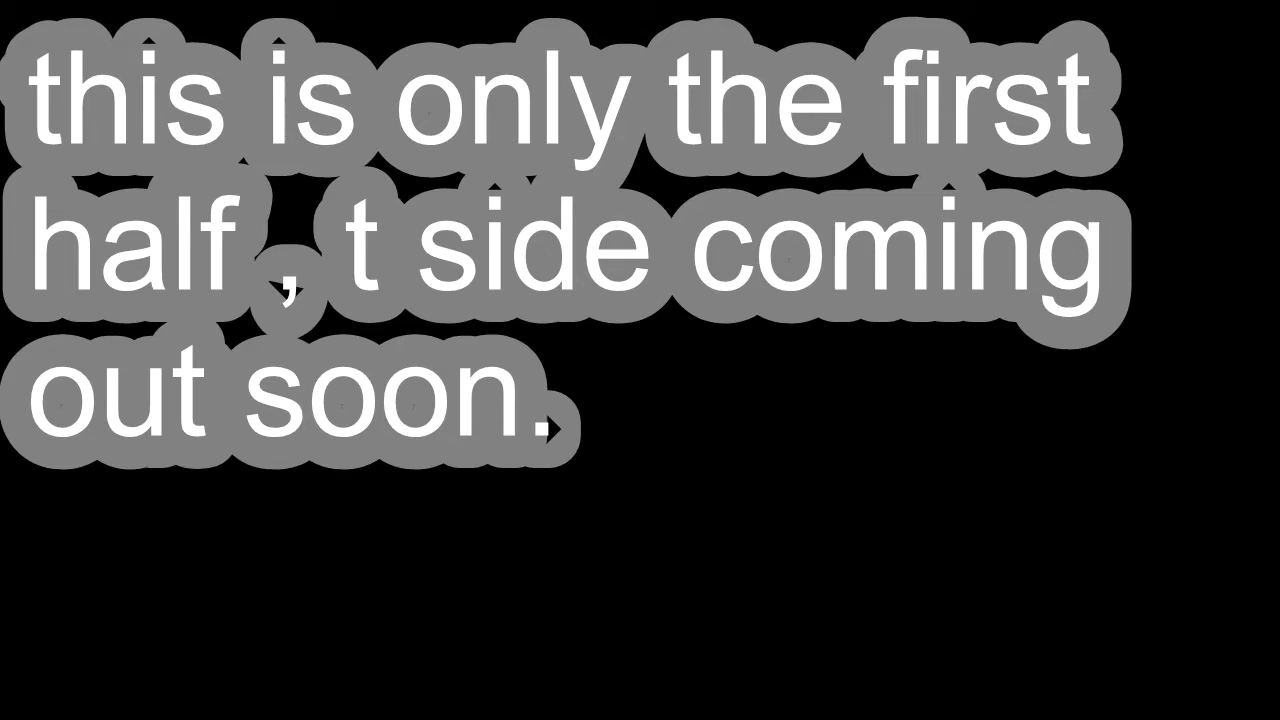 this is only the first
half , t side coming
out soon.